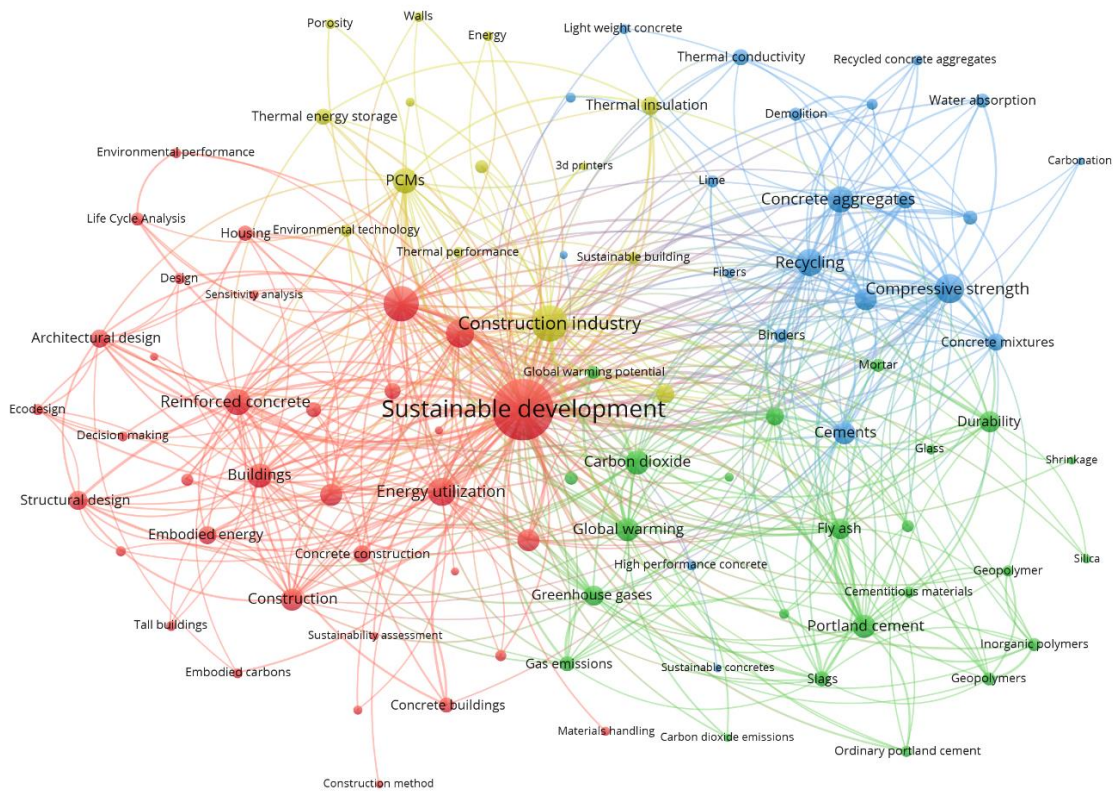 Porosity
Walls
Energy
Light weight concrete
Thermal conductivity
Recycled concrete aggregates
Thermal energy storage
Thermal insulation
Demolition
Water absorption
Environmental performance
3d printers
Carbonation
PCMs
Lime
Concrete aggregates
Life Cycle Analysis
Housing
Environmental technology
Thermal performance
Sustainable building
Fibers
Recycling
Design
Sensitivity analysis
Compressive strength
Architectural design
Construction industry
Binders
Concrete mixtures
Global warming potential
Mortar
Ecodesign
Reinforced concrete
Sustainable development
Durability
Decision making
Cements
Glass
Shrinkage
Structural design
Buildings
Energy utilization
Carbon dioxide
Embodied energy
Global warming
Fly ash
Concrete construction
High performance concrete
Geopolymer
Silica
Construction
Greenhouse gases
Cementitious materials
Tall buildings
Sustainability assessment
Portland cement
Inorganic polymers
Embodied carbons
Gas emissions
Sustainable concretes
Slags
Geopolymers
Concrete buildings
Materials handling
Carbon dioxide emissions
Ordinary portland cement
Construction method